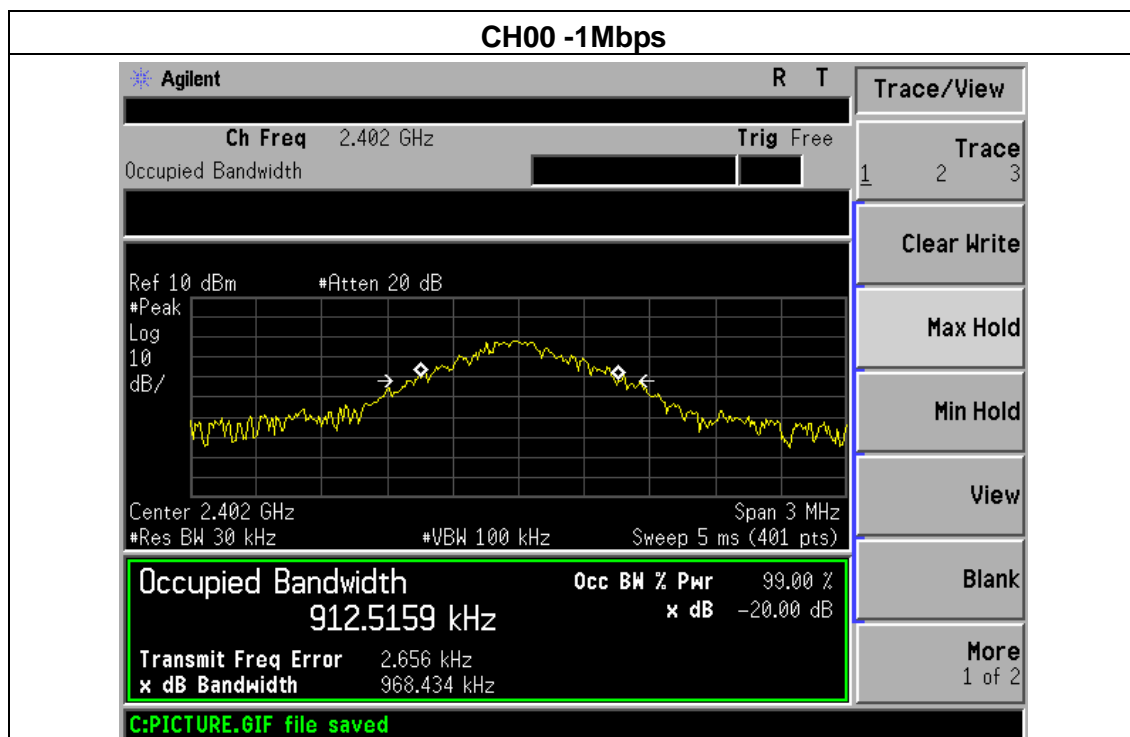 CH00 -1Mbps
Agilent R T
Ch Freq 2.402 GHz Trig Free
Occupied Bandwidth
Ref 10 dBm #Atten 20 dB
#Peak
Log
10
dB/
Center 2.402 GHz Span 3 MHz
#Res BW 30 kHz #VBW 100 kHz Sweep 5 ms (401 pts)
Occupied Bandwidth Occ BW % Pwr 99.00 %
912.5159 kHz x dB -20.00 dB
Transmit Freq Error 2.656 kHz
x dB Bandwidth 968.434 kHz
C:PICTURE.GIF file saved
Trace/View
Trace
1 2 3
Clear Write
Max Hold
Min Hold
View
Blank
More
1 of 2